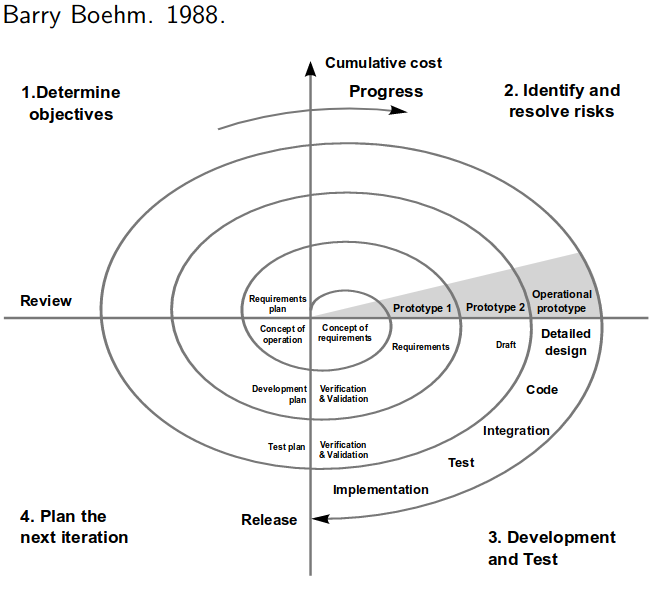 Barry Boehm. 1988.
Cumulative cost
Progress
1.Determine
objectives
2. Identify and
resolve risks
Review
Requirements
plan
Prototype 1
Prototype 2
Operational
prototype
Concept of
operation
Concept of
requirements
Requirements
Draft
Detailed
design
Development
plan
Verification
& Validation
Code
Test plan
Verification
& Validation
Integration
Test
Implementation
Release
4. Plan the
next iteration
3. Development
and Test